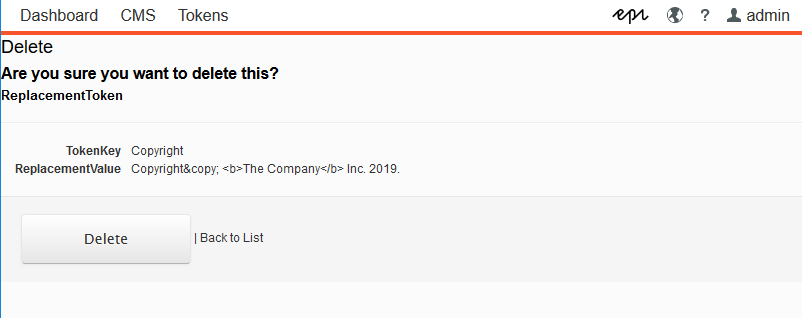 Dashboard CMS Tokens epi ? admin
Delete
Are you sure you want to delete this?
ReplacementToken
TokenKey Copyright
ReplacementValue Copyright&copy; <b>The Company</b> Inc. 2019.
Delete | Back to List